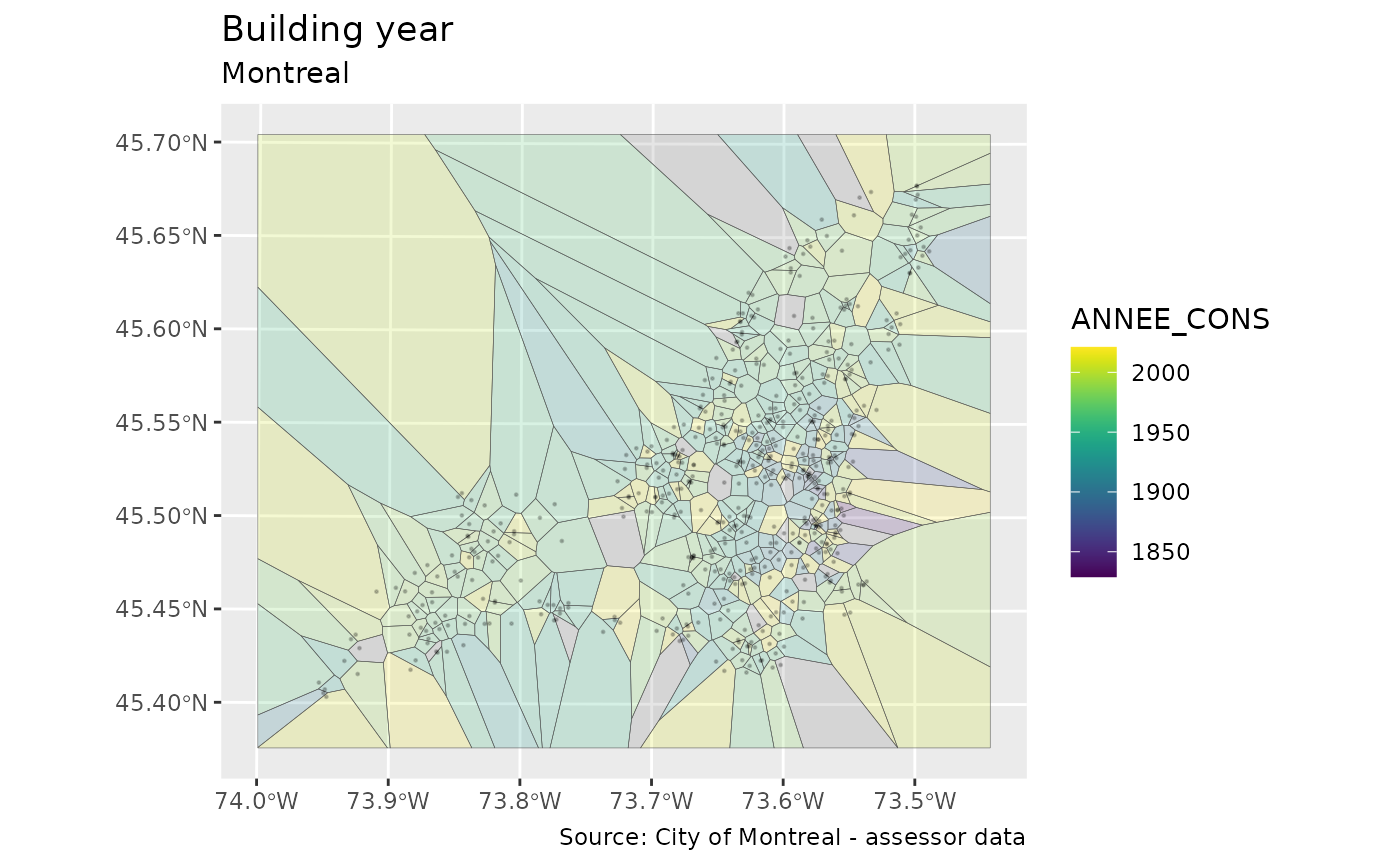 Building year
Montreal
45.70°N
45.65°N
45.60°N
45.55°N
45.50°N
45.45°N
45.40°N
74.0°W 73.9°W 73.8°W 73.7°W 73.6°W 73.5°W
ANNEE_CONS
2000
1950
1900
1850
Source: City of Montreal - assessor data